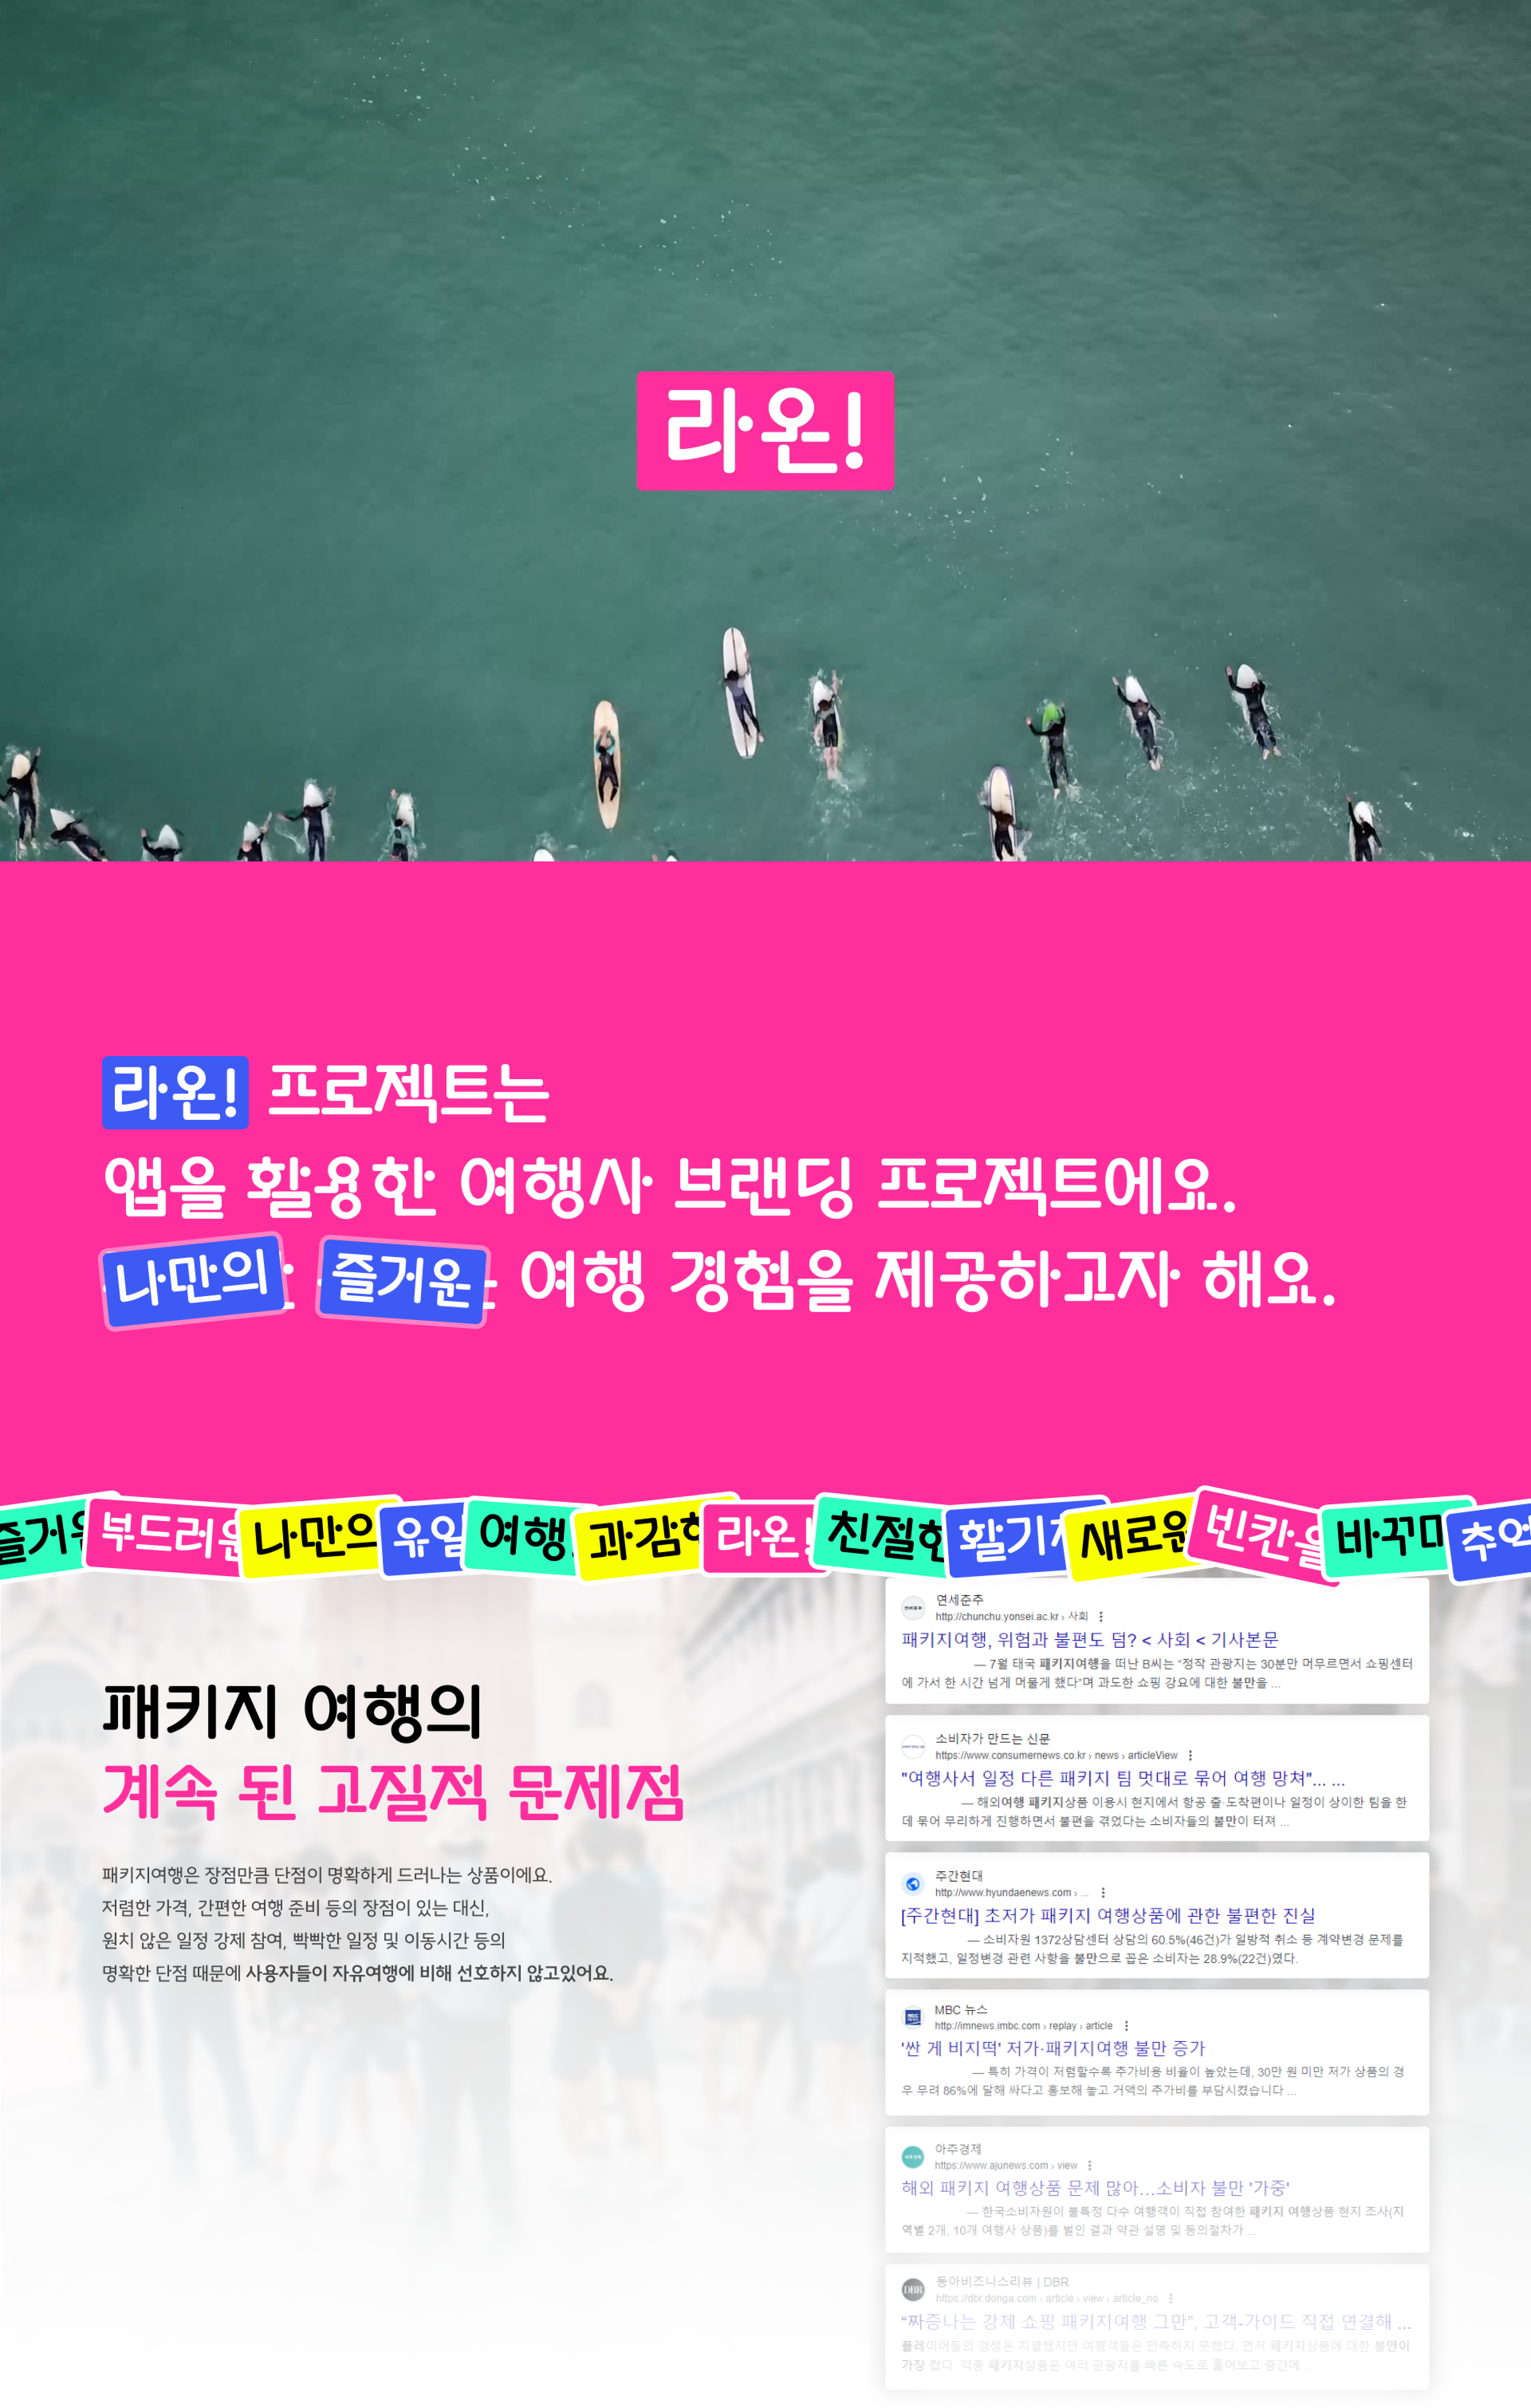 라온!
라온! 프로젝트는
앱을 활용한 여행사 브랜딩 프로젝트에요.
나만의 즐거운 여행 경험을 제공하고자 해요.
즐거운 부드러운 나만의 유일 여행 과감한 라온! 친절한 활기차 새로운 빈칸을 바꾸며 추억
연세춘추
http://chunchu.yonsei.ac.kr › 사회
패키지여행, 위험과 불편도 덤? < 사회 < 기사본문
— 7월 태국 패키지여행을 떠난 B씨는 “정작 관광지는 30분만 머무르면서 쇼핑센터
에 가서 한 시간 넘게 머물게 했다”며 과도한 쇼핑 강요에 대한 불만을 ...
패키지 여행의
계속 된 고질적 문제점
패키지여행은 장점만큼 단점이 명확하게 드러나는 상품이에요.
저렴한 가격, 간편한 여행 준비 등의 장점이 있는 대신,
원치 않은 일정 강제 참여, 빡빡한 일정 및 이동시간 등의
명확한 단점 때문에 사용자들이 자유여행에 비해 선호하지 않고있어요.
소비자가 만드는 신문
https://www.consumernews.co.kr › news › articleView
"여행사서 일정 다른 패키지 팀 멋대로 묶어 여행 망쳐"... ...
— 해외여행 패키지상품 이용시 현지에서 항공 출·도착편이나 일정이 상이한 팀을 한
데 묶어 무리하게 진행하면서 불편을 겪었다는 소비자들의 불만이 터져 ...
주간현대
http://www.hyundaenews.com › ...
[주간현대] 초저가 패키지 여행상품에 관한 불편한 진실
— 소비자원 1372상담센터 상담의 60.5%(46건)가 일방적 취소 등 계약변경 문제를
지적했고, 일정변경 관련 사항을 불만으로 꼽은 소비자는 28.9%(22건)였다.
MBC 뉴스
http://imnews.imbc.com › replay › article
'싼 게 비지떡' 저가·패키지여행 불만 증가
— 특히 가격이 저렴할수록 추가비용 비율이 높았는데, 30만 원 미만 저가 상품의 경
우 무려 86%에 달해 싸다고 홍보해 놓고 거액의 추가비를 부담시켰습니다 ...
아주경제
https://www.ajunews.com › view
해외 패키지 여행상품 문제 많아…소비자 불만 '가중'
— 한국소비자원이 불특정 다수 여행객이 직접 참여한 패키지 여행상품 현지 조사(지
역별 2개, 10개 여행사 상품)를 벌인 결과 약관 설명 및 동의절차가 ...
DBR
동아비즈니스리뷰 | DBR
https://dbr.donga.com › article › view › article_no
“짜증나는 강제 쇼핑 패키지여행 그만”, 고객-가이드 직접 연결해 ...
플레이어들의 경쟁은 치열했지만 여행객들은 만족하지 못했다. 먼저 패키지상품에 대한 불만이
가장 컸다. 각종 패키지상품은 여러 관광지를 빠른 속도로 훑어보고 중간에 ...